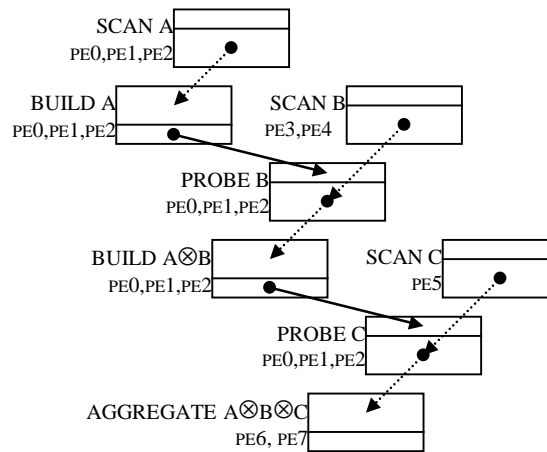 SCAN A
PE0,PE1,PE2
BUILD A
PE0,PE1,PE2
SCAN B
PE3,PE4
PROBE B
PE0,PE1,PE2
BUILD A⊗B
PE0,PE1,PE2
SCAN C
PE5
PROBE C
PE0,PE1,PE2
AGGREGATE A⊗B⊗C
PE6, PE7